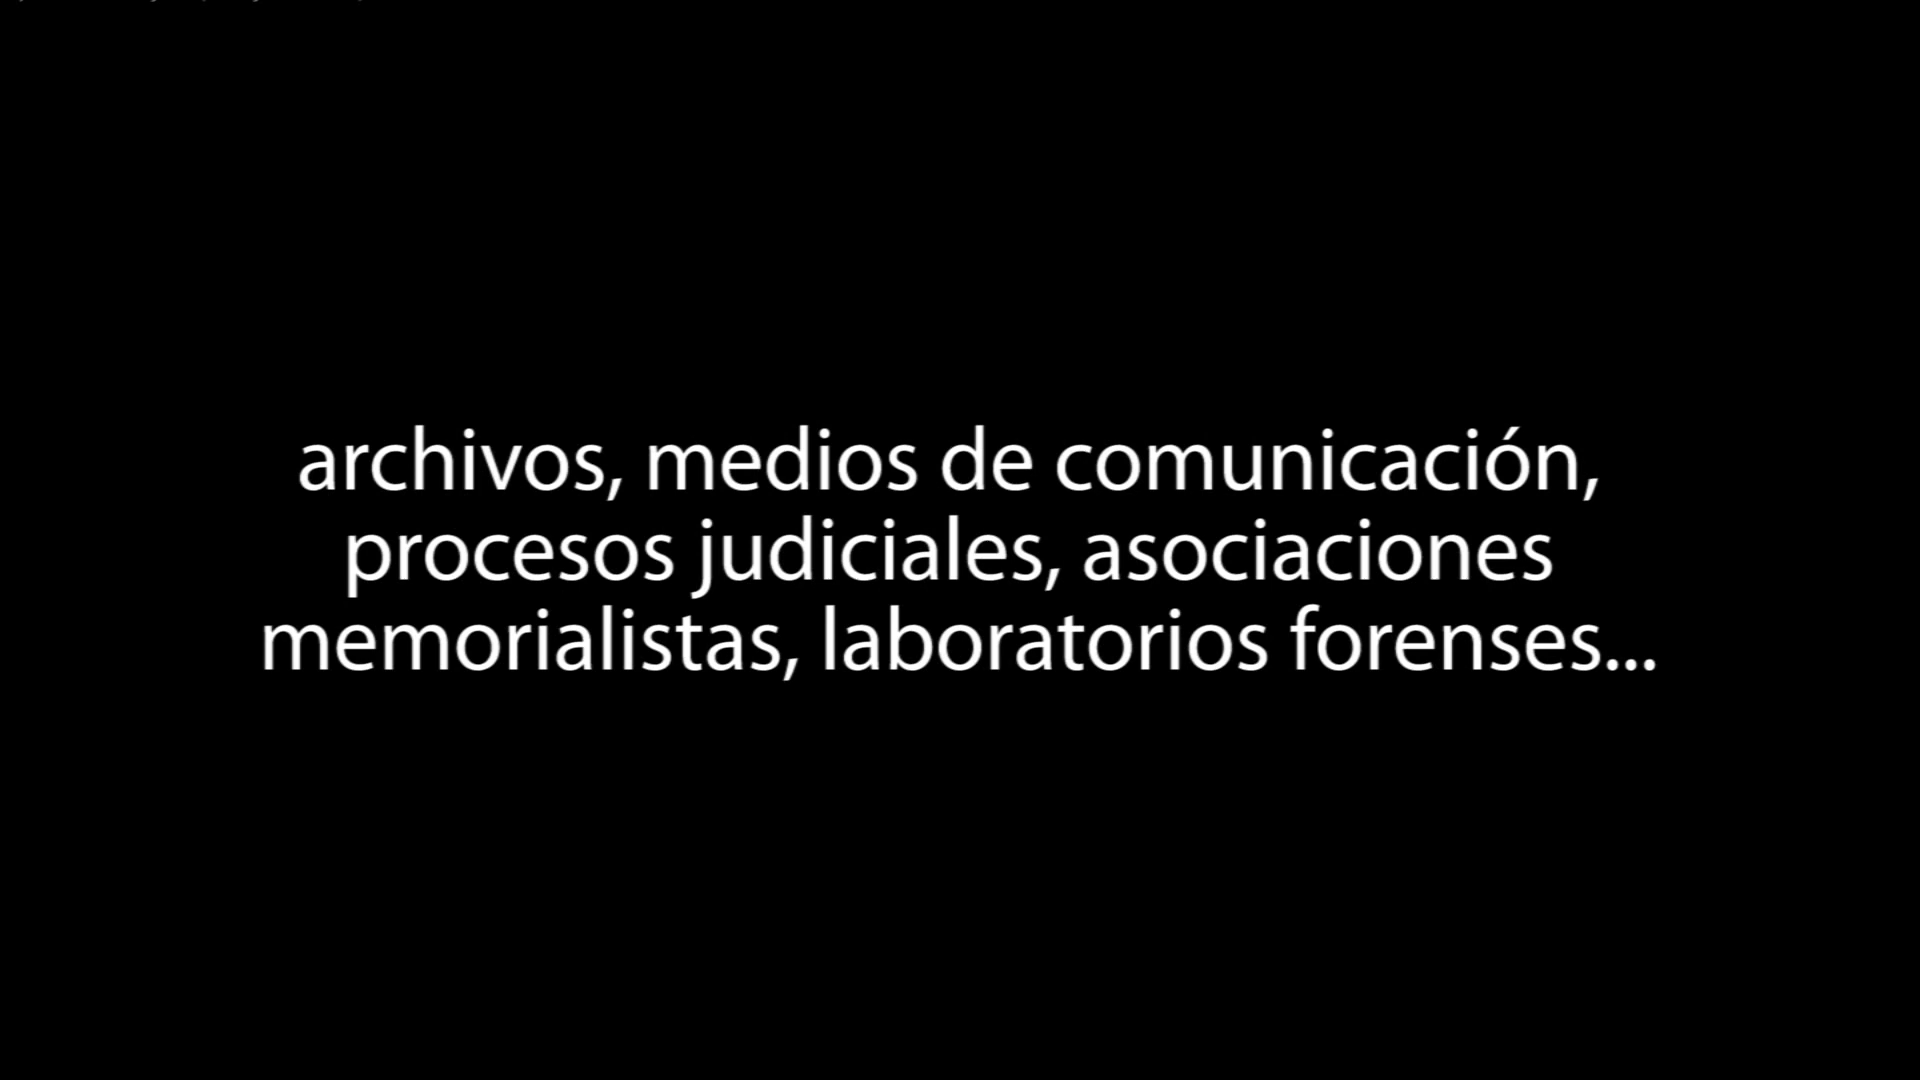 archivos, medios de comunicación,
procesos judiciales, asociaciones
memorialistas, laboratorios forenses...